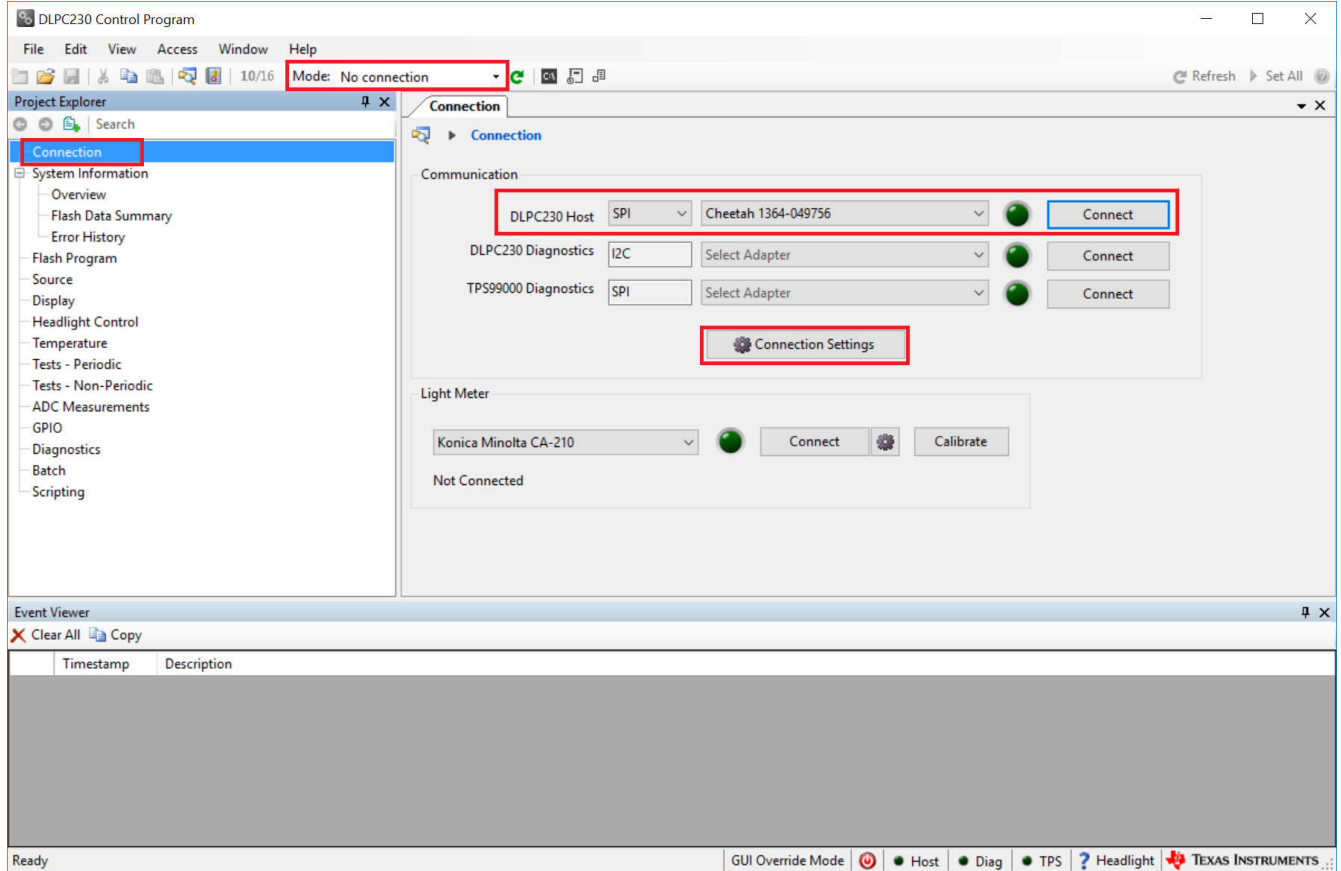 DLPC230 Control Program
File Edit View Access Window Help
10/16 Mode: No connection Refresh Set All
Project Explorer
Search
Connection
System Information
Overview
Flash Data Summary
Error History
Flash Program
Source
Display
Headlight Control
Temperature
Tests - Periodic
Tests - Non-Periodic
ADC Measurements
GPIO
Diagnostics
Batch
Scripting
Connection
Connection
Communication
DLPC230 Host SPI Cheetah 1364-049756 Connect
DLPC230 Diagnostics I2C Select Adapter Connect
TPS99000 Diagnostics SPI Select Adapter Connect
Connection Settings
Light Meter
Konica Minolta CA-210 Connect Calibrate
Not Connected
Event Viewer
Clear All Copy
Timestamp Description
Ready GUI Override Mode Host Diag TPS ? Headlight TEXAS INSTRUMENTS